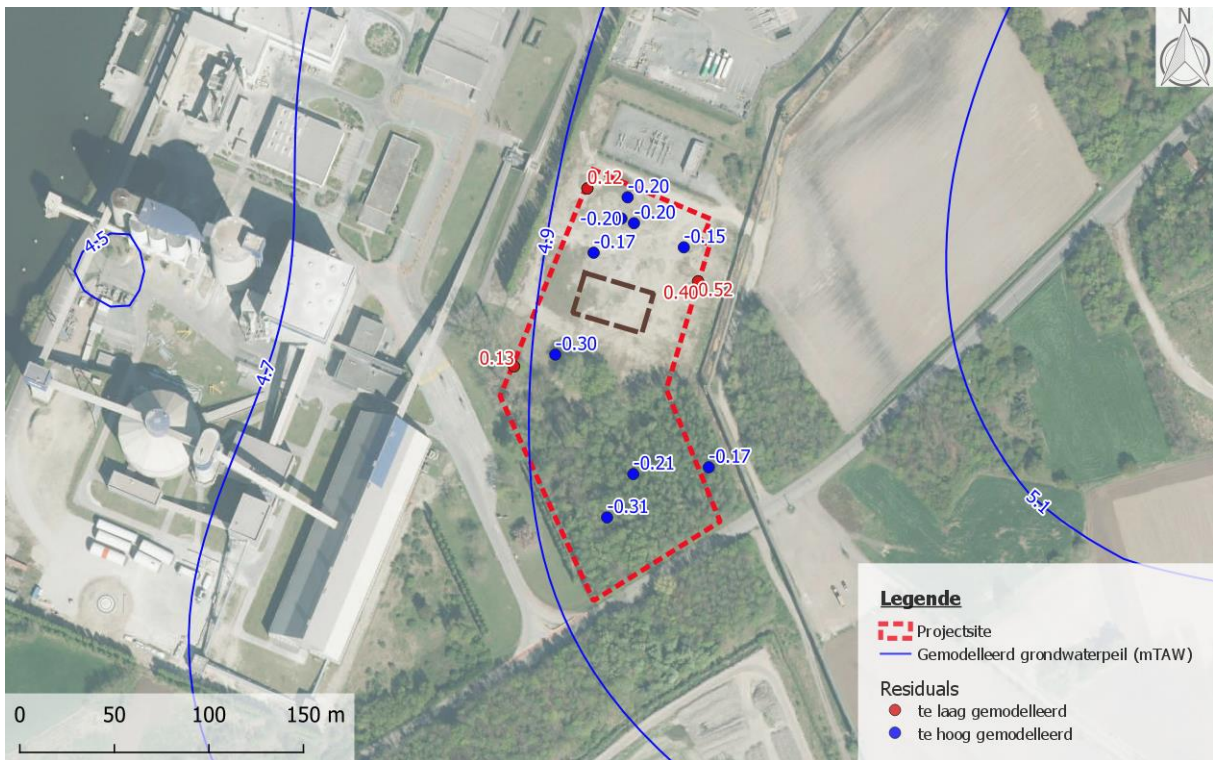 N
0.12
-0.20
-0.20
-0.20
4.9
-0.17
-0.15
4.5
0.40
0.52
-0.30
0.13
4.7
-0.21
-0.17
-0.31
5.1
Legende
Projectsite
Gemodelleerd grondwaterpeil (mTAW)
Residuals
te laag gemodelleerd
te hoog gemodelleerd
0 50 100 150 m